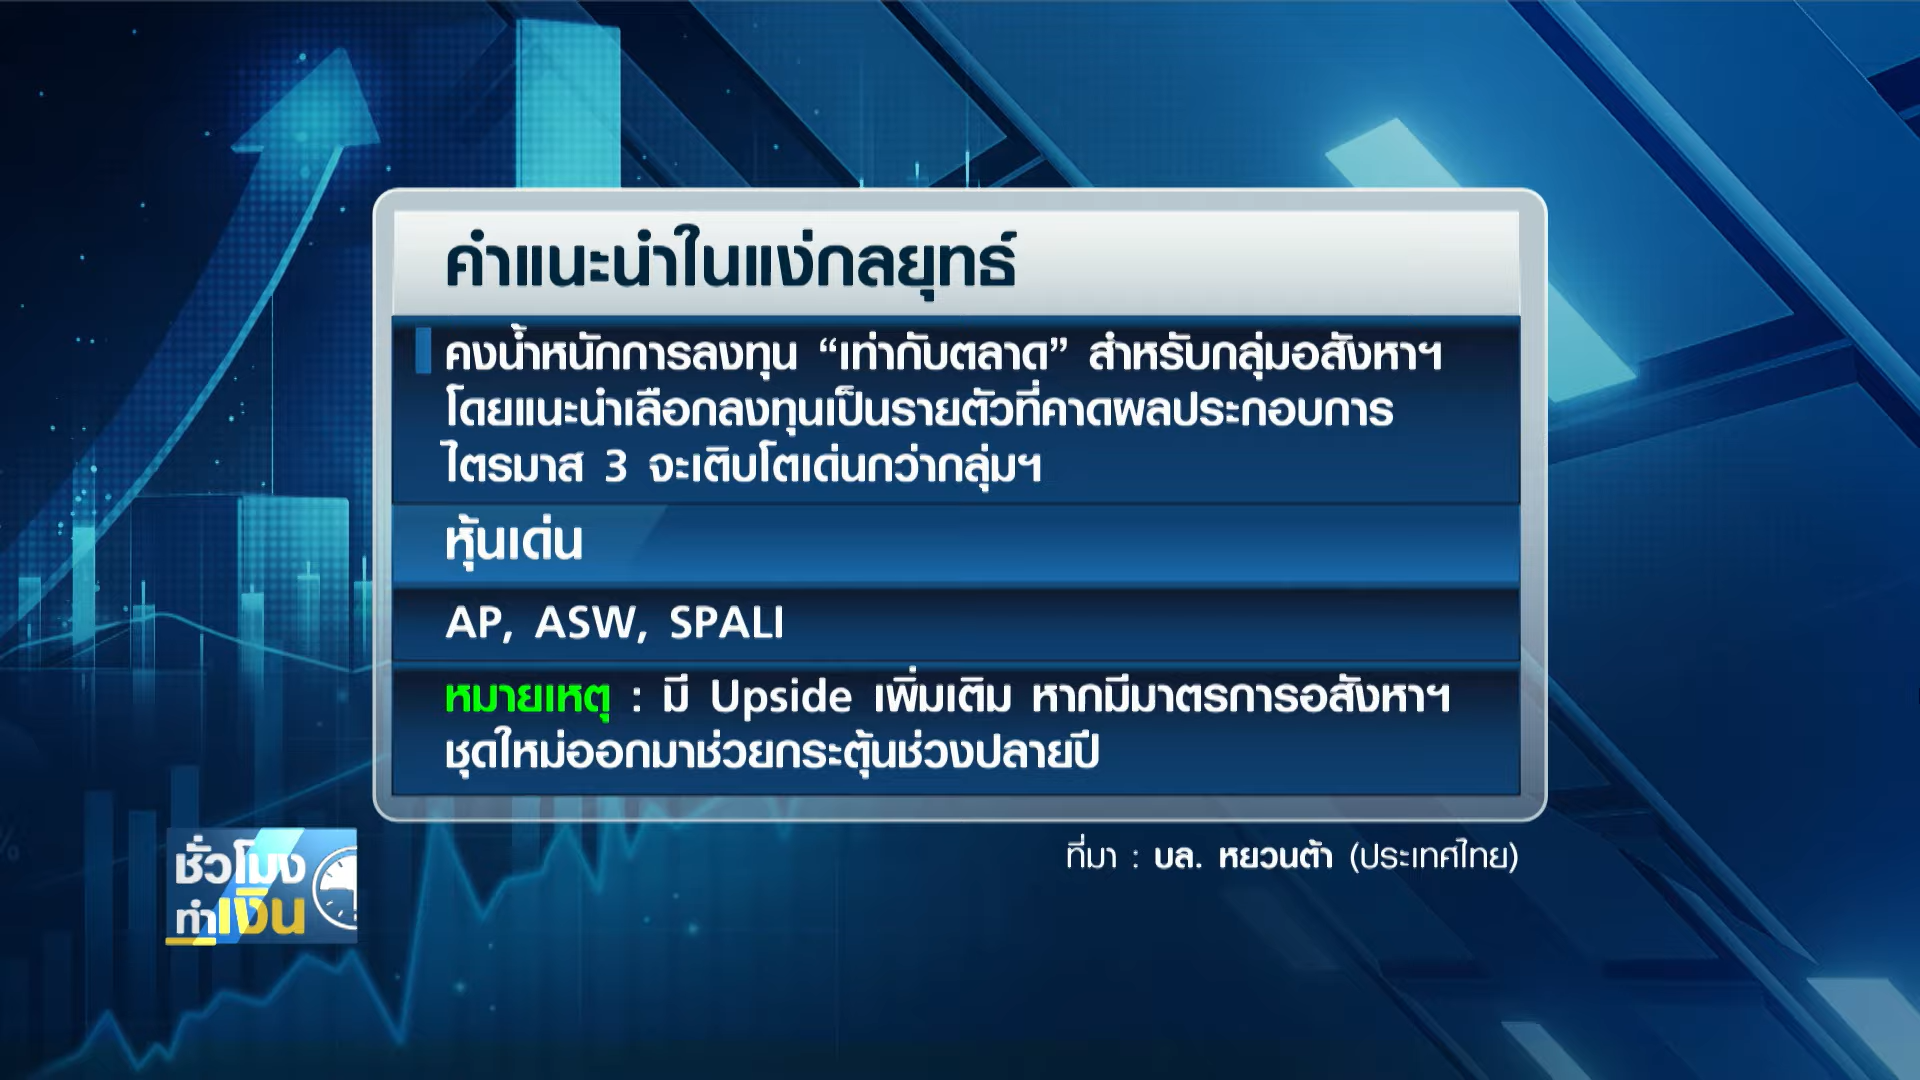 คำแนะนำในแง่กลยุทธ์
คงน้ำหนักการลงทุน “เท่ากับตลาด” สำหรับกลุ่มอสังหาฯ
โดยแนะนำเลือกลงทุนเป็นรายตัวที่คาดผลประกอบการ
ไตรมาส 3 จะเติบโตเด่นกว่ากลุ่มฯ
หุ้นเด่น
AP, ASW, SPALI
หมายเหตุ : มี Upside เพิ่มเติม หากมีมาตรการอสังหาฯ
ชุดใหม่ออกมาช่วยกระตุ้นช่วงปลายปี
ที่มา : บล. หยวนต้า (ประเทศไทย)
ชั่วโมง
ทำเงิน